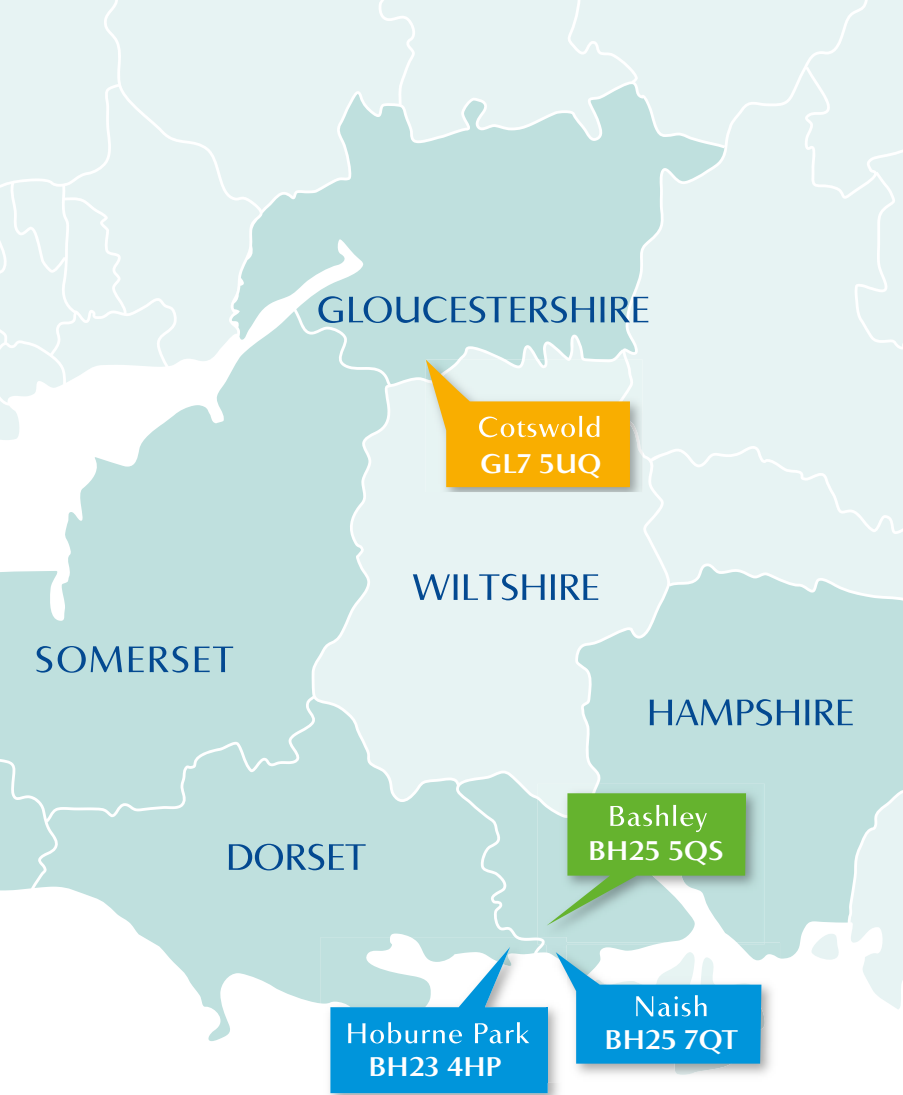 GLOUCESTERSHIRE
Cotswold
GL7 5UQ
WILTSHIRE
SOMERSET
HAMPSHIRE
Bashley
BH25 5QS
DORSET
Naish
BH25 7QT
Hoburne Park
BH23 4HP